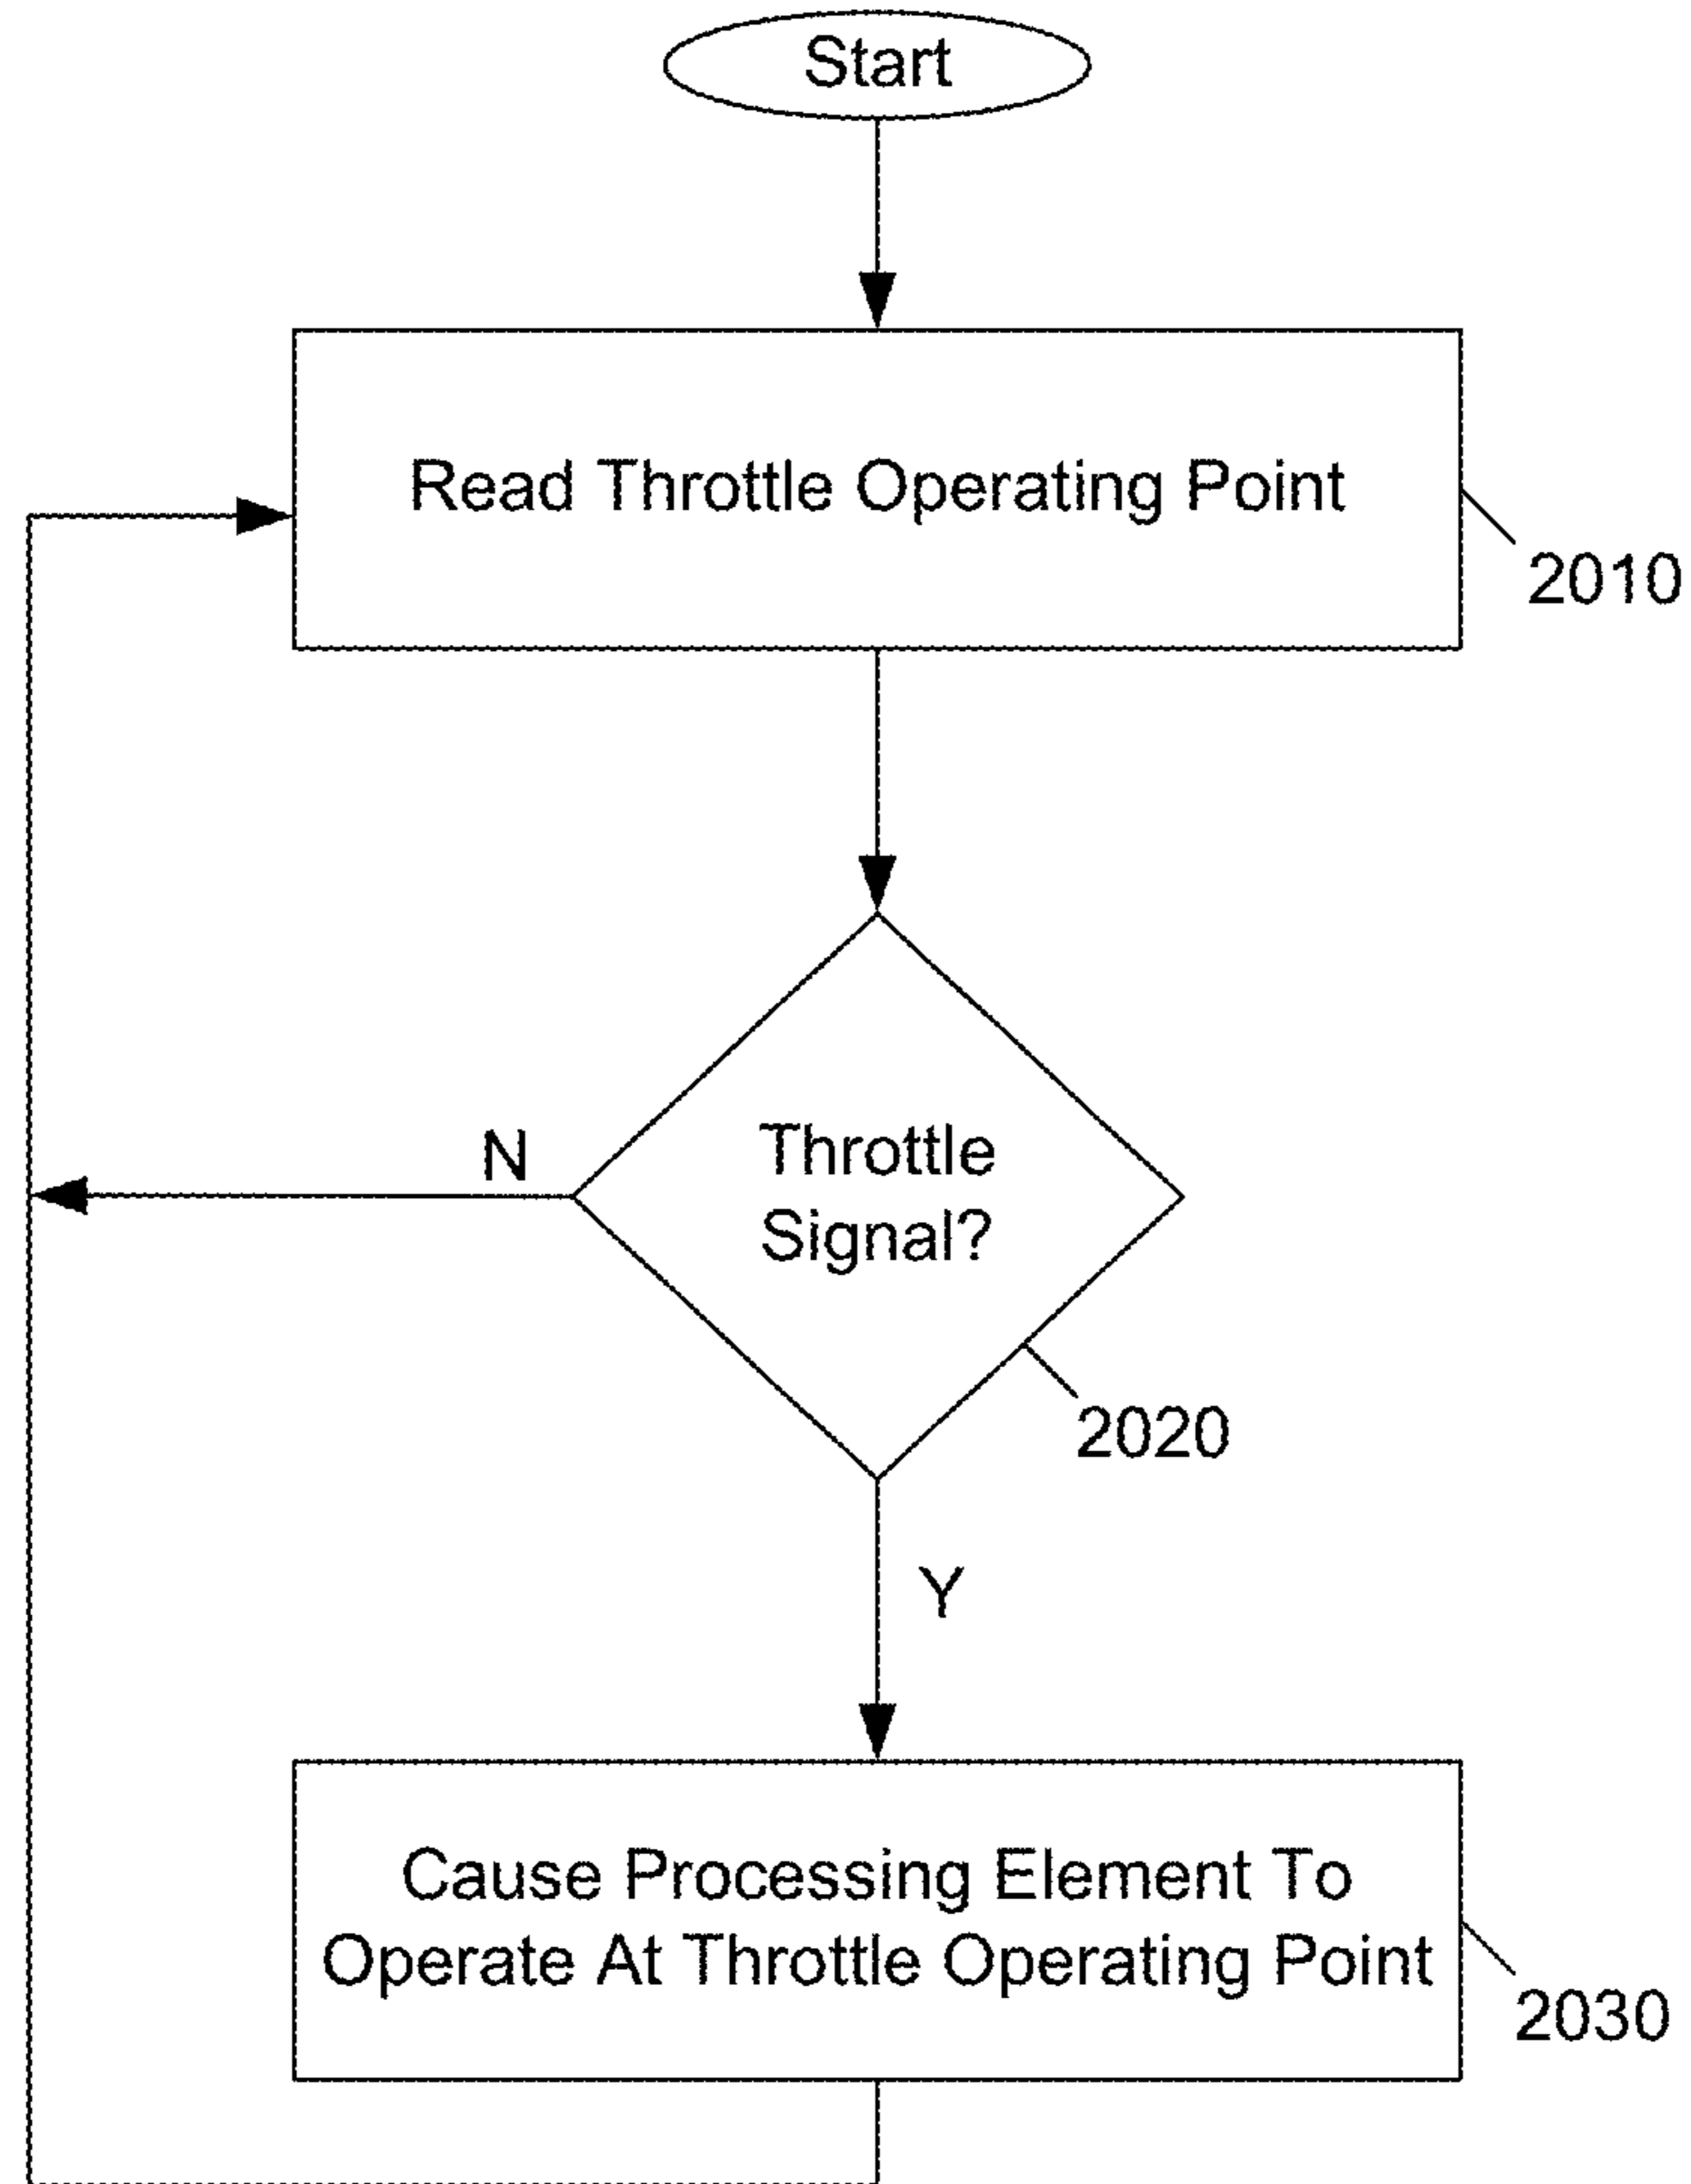 Start
Read Throttle Operating Point
2010
Throttle
Signal?
N
2020
Y
Cause Processing Element To
Operate At Throttle Operating Point
2030